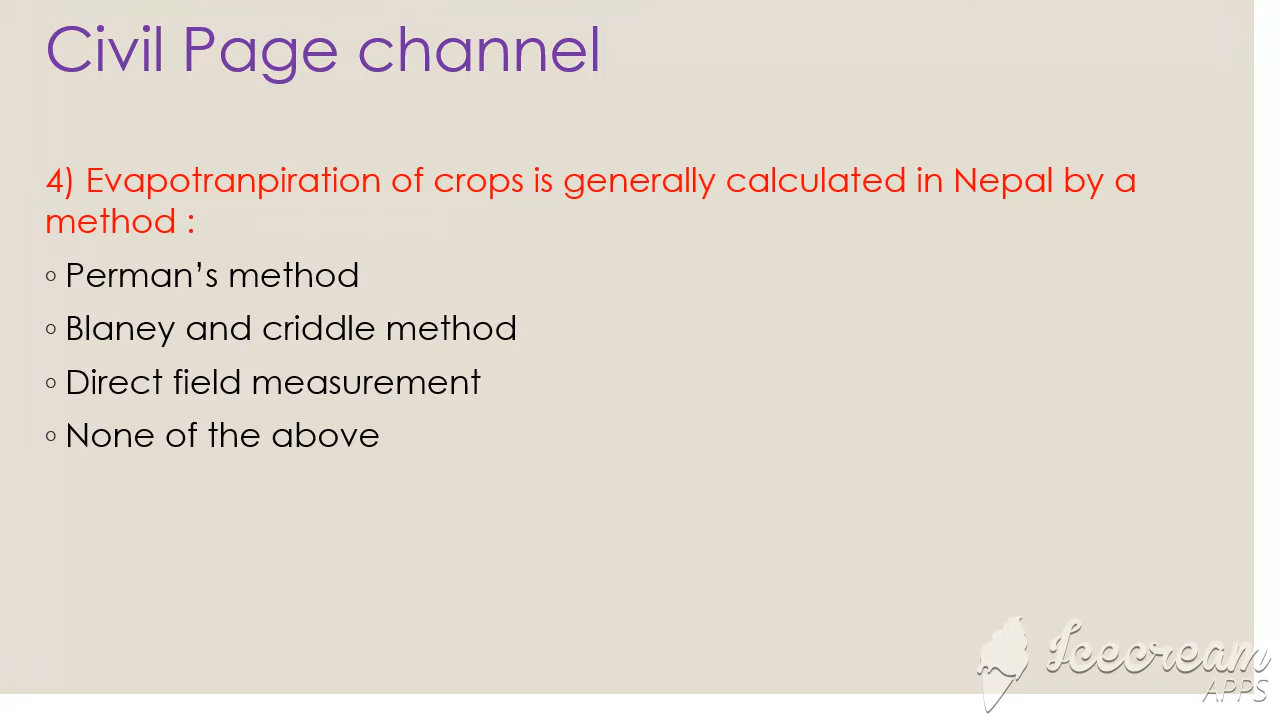 Civil Page channel
4) Evapotranpiration of crops is generally calculated in Nepal by a
method :
◦ Perman’s method
◦ Blaney and criddle method
◦ Direct field measurement
◦ None of the above
Icecream
APPS